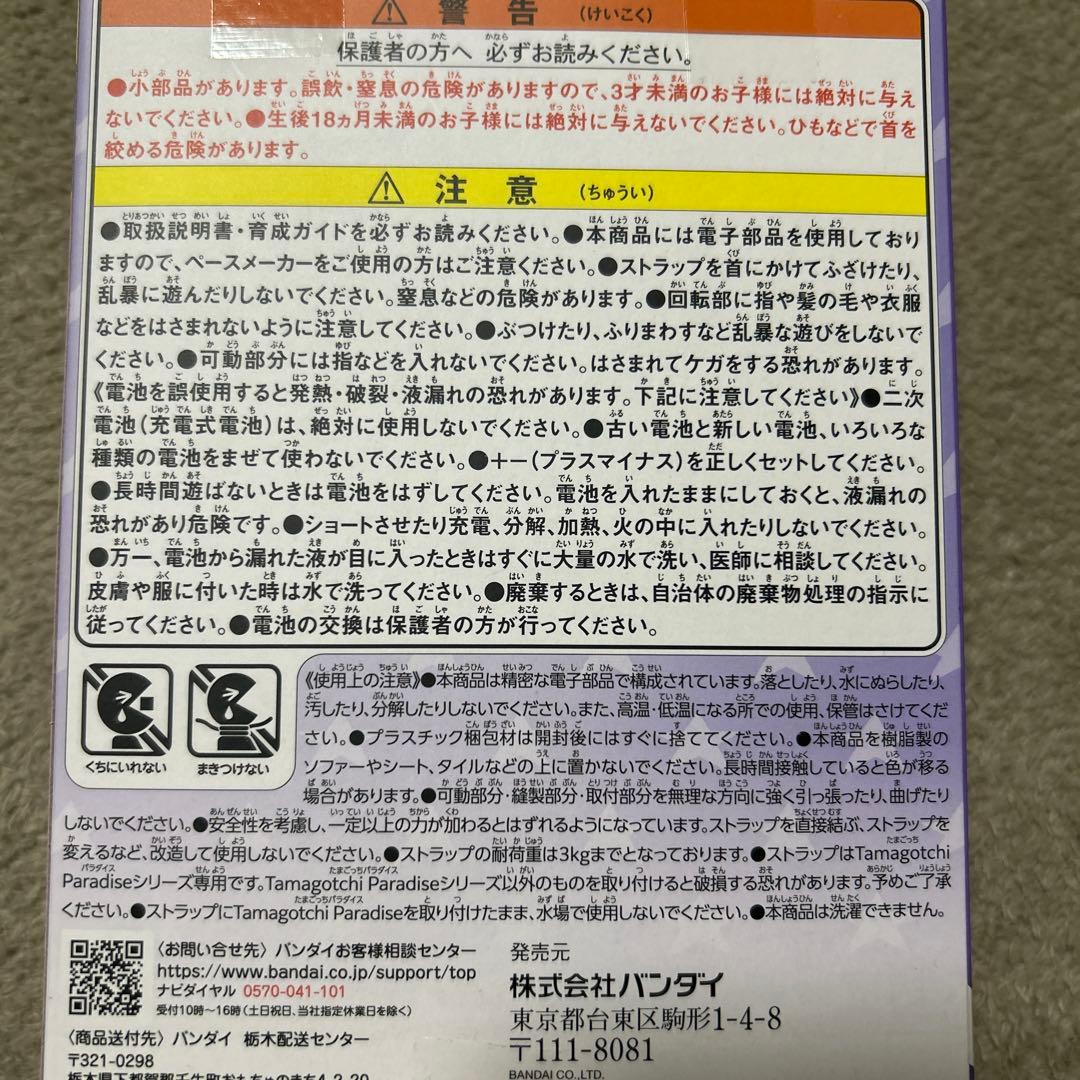 ⚠ 警告 (けいこく)
保護者の方へ 必ずお読みください。
●小部品があります。誤飲・窒息の危険がありますので、3才未満のお子様には絶対に与え
ないでください。●生後18ヵ月未満のお子様には絶対に与えないでください。ひもなどで首を
絞める危険があります。
⚠ 注意 (ちゅうい)
●取扱説明書・育成ガイドを必ずお読みください。●本商品には電子部品を使用しており
ますので、ペースメーカーをご使用の方はご注意ください。●ストラップを首にかけてふざけたり、
乱暴に遊んだりしないでください。窒息などの危険があります。●回転部に指や髪の毛や衣服
などをはさまれないように注意してください。●ぶつけたり、ふりまわすなど乱暴な遊びをしないで
ください。●可動部分には指などを入れないでください。はさまれてケガをする恐れがあります。
《電池を誤使用すると発熱・破裂・液漏れの恐れがあります。下記に注意してください》●二次
電池(充電式電池)は、絶対に使用しないでください。●古い電池と新しい電池、いろいろな
種類の電池をまぜて使わないでください。●＋－(プラスマイナス)を正しくセットしてください。
●長時間遊ばないときは電池をはずしてください。電池を入れたままにしておくと、液漏れの
恐れがあり危険です。●ショートさせたり充電、分解、加熱、火の中に入れたりしないでください。
●万一、電池から漏れた液が目に入ったときはすぐに大量の水で洗い、医師に相談してください。
皮膚や服に付いた時は水で洗ってください。●廃棄するときは、自治体の廃棄物処理の指示に
従ってください。●電池の交換は保護者の方が行ってください。
くちにいれない
まきつけない
《使用上の注意》●本商品は精密な電子部品で構成されています。落としたり、水にぬらしたり、
汚したり、分解したりしないでください。また、高温・低温になる所での使用、保管はさけてくだ
さい。●プラスチック梱包材は開封後にはすぐに捨ててください。●本商品を樹脂製の
ソファーやシート、タイルなどの上に置かないでください。長時間接触していると色が移る
場合があります。●可動部分・縫製部分・取付部分を無理な方向に強く引っ張ったり、曲げたり
しないでください。●安全性を考慮し、一定以上の力が加わるとはずれるようになっています。ストラップを直接結ぶ、ストラップを
変えるなど、改造して使用しないでください。●ストラップの耐荷重は3kgまでとなっております。●ストラップはTamagotchi
Paradiseシリーズ専用です。Tamagotchi Paradiseシリーズ以外のものを取り付けると破損する恐れがあります。予めご了承
ください。●ストラップにTamagotchi Paradiseを取り付けたまま、水場で使用しないでください。●本商品は洗濯できません。
〈お問い合せ先〉バンダイお客様相談センター
https://www.bandai.co.jp/support/top
ナビダイヤル 0570-041-101
受付10時～16時(土日祝日、当社指定休業日を除く)
〈商品送付先〉バンダイ 栃木配送センター
〒321-0298
栃木県下都賀郡壬生町おもちゃのまち4-2-20
発売元
株式会社バンダイ
東京都台東区駒形1-4-8
〒111-8081
BANDAI CO.,LTD.